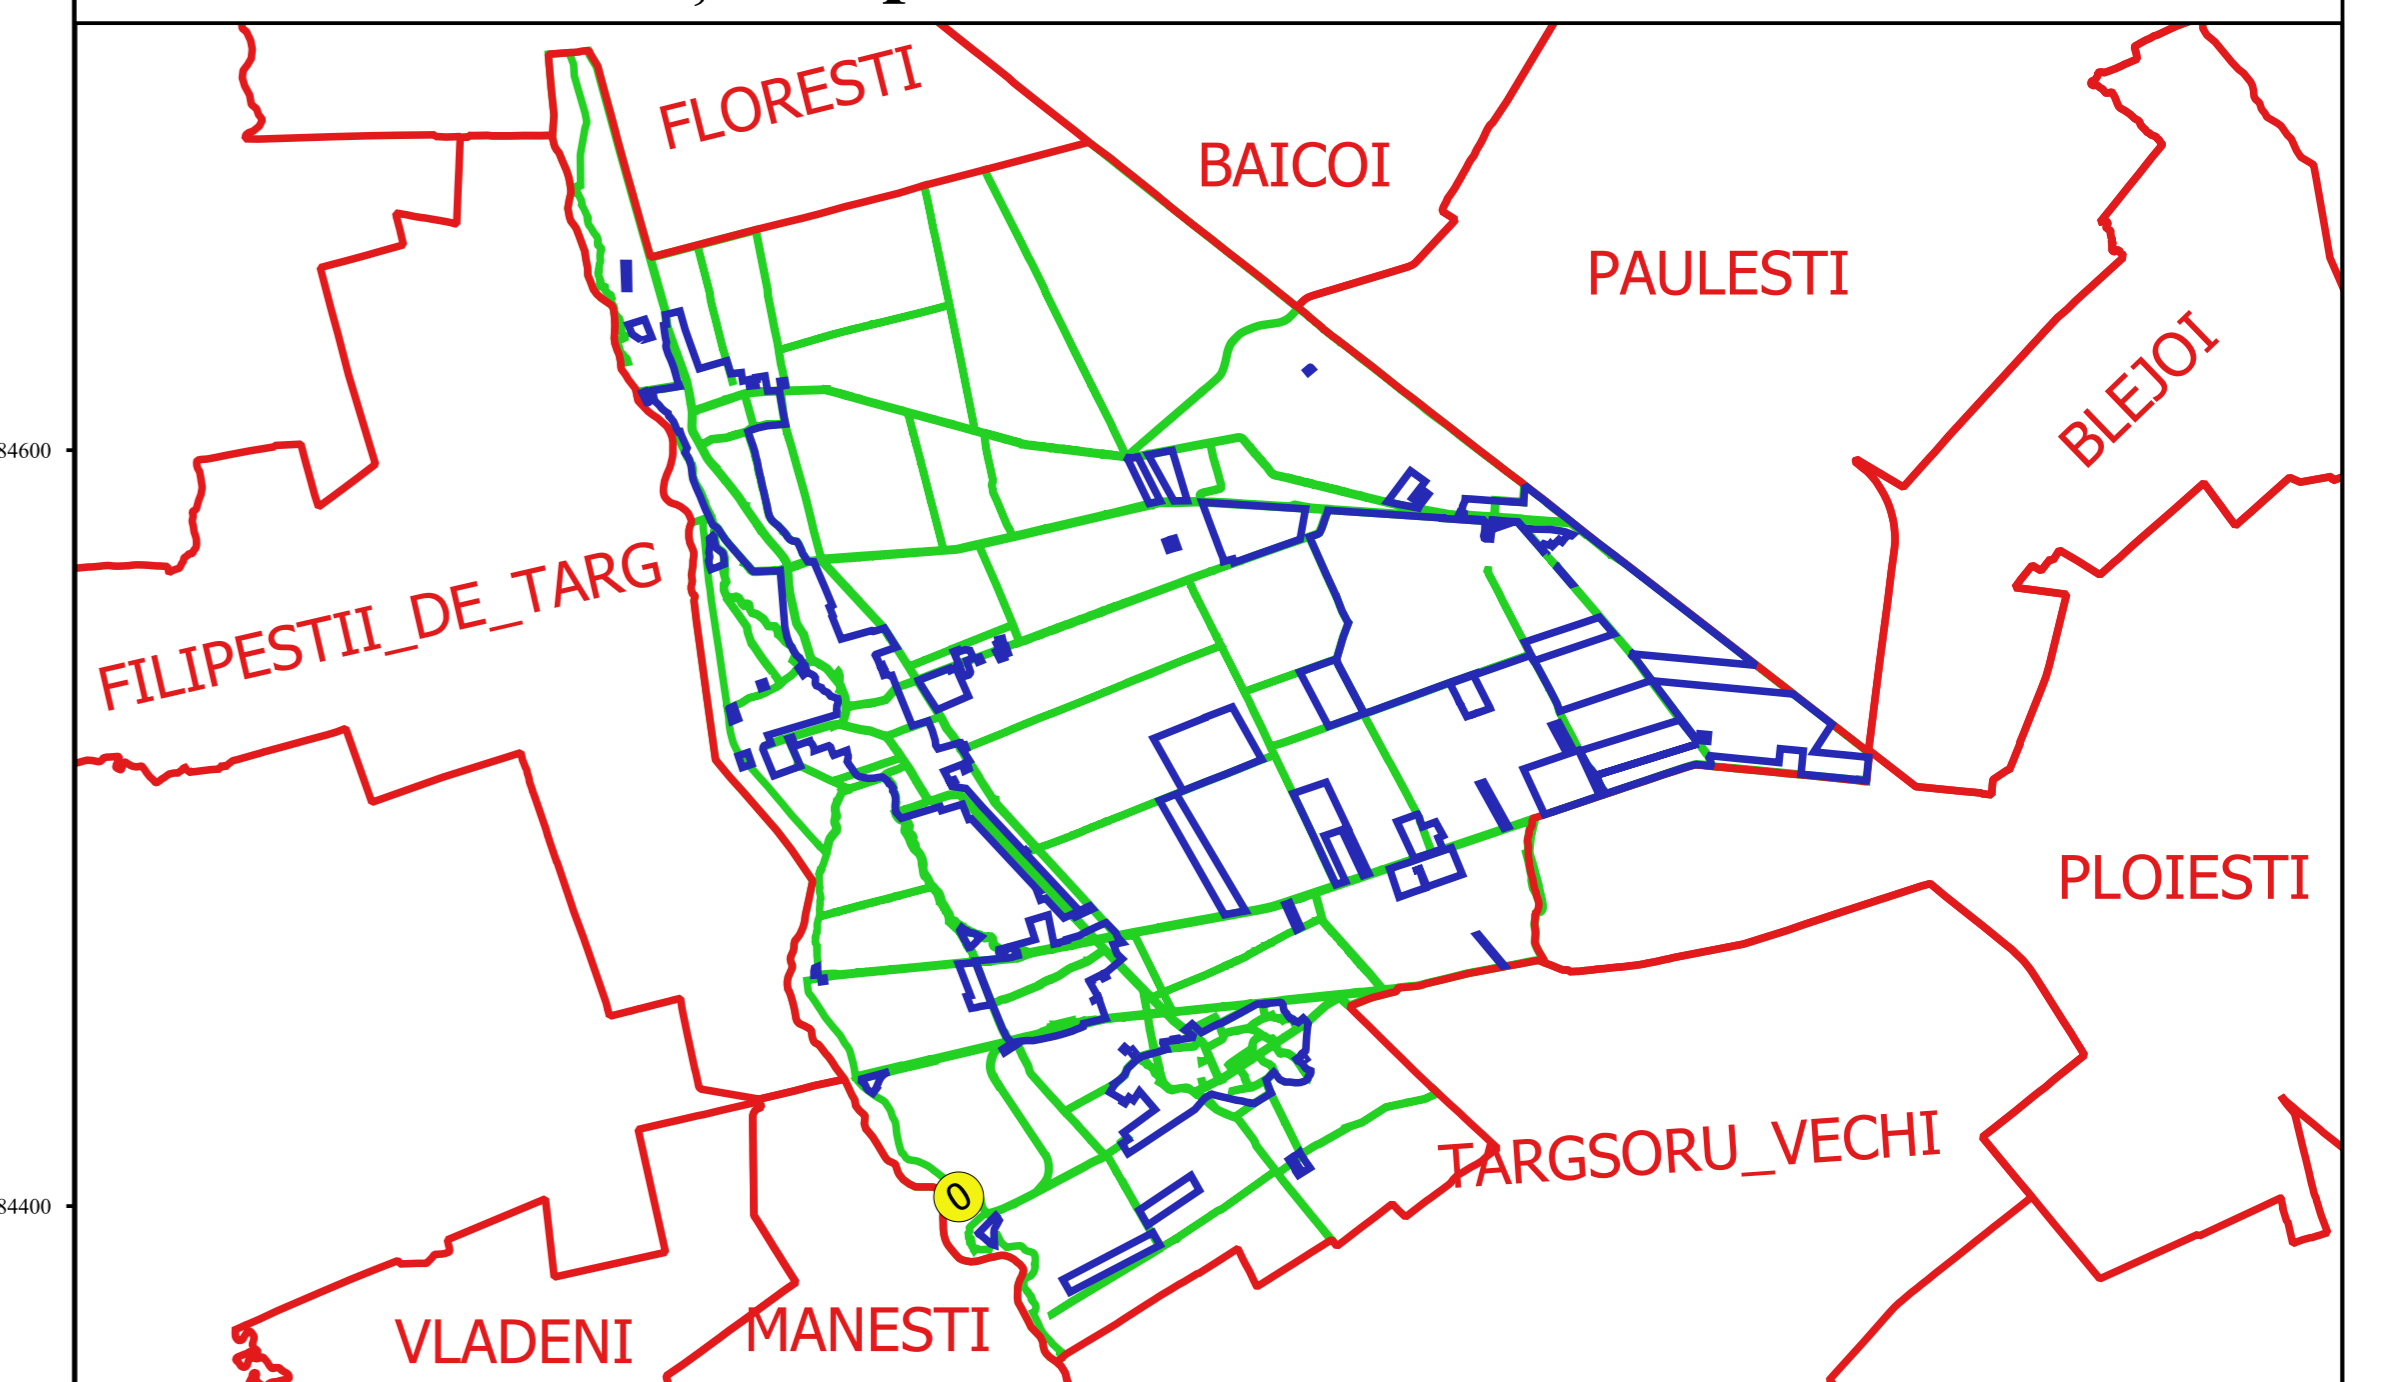 FLORESTI
BAICOI
PAULESTI
BLEJOI
84600
FILIPESTII_DE_TARG
PLOIESTI
TARGSORU_VECHI
0
84400
VLADENI
MANESTI